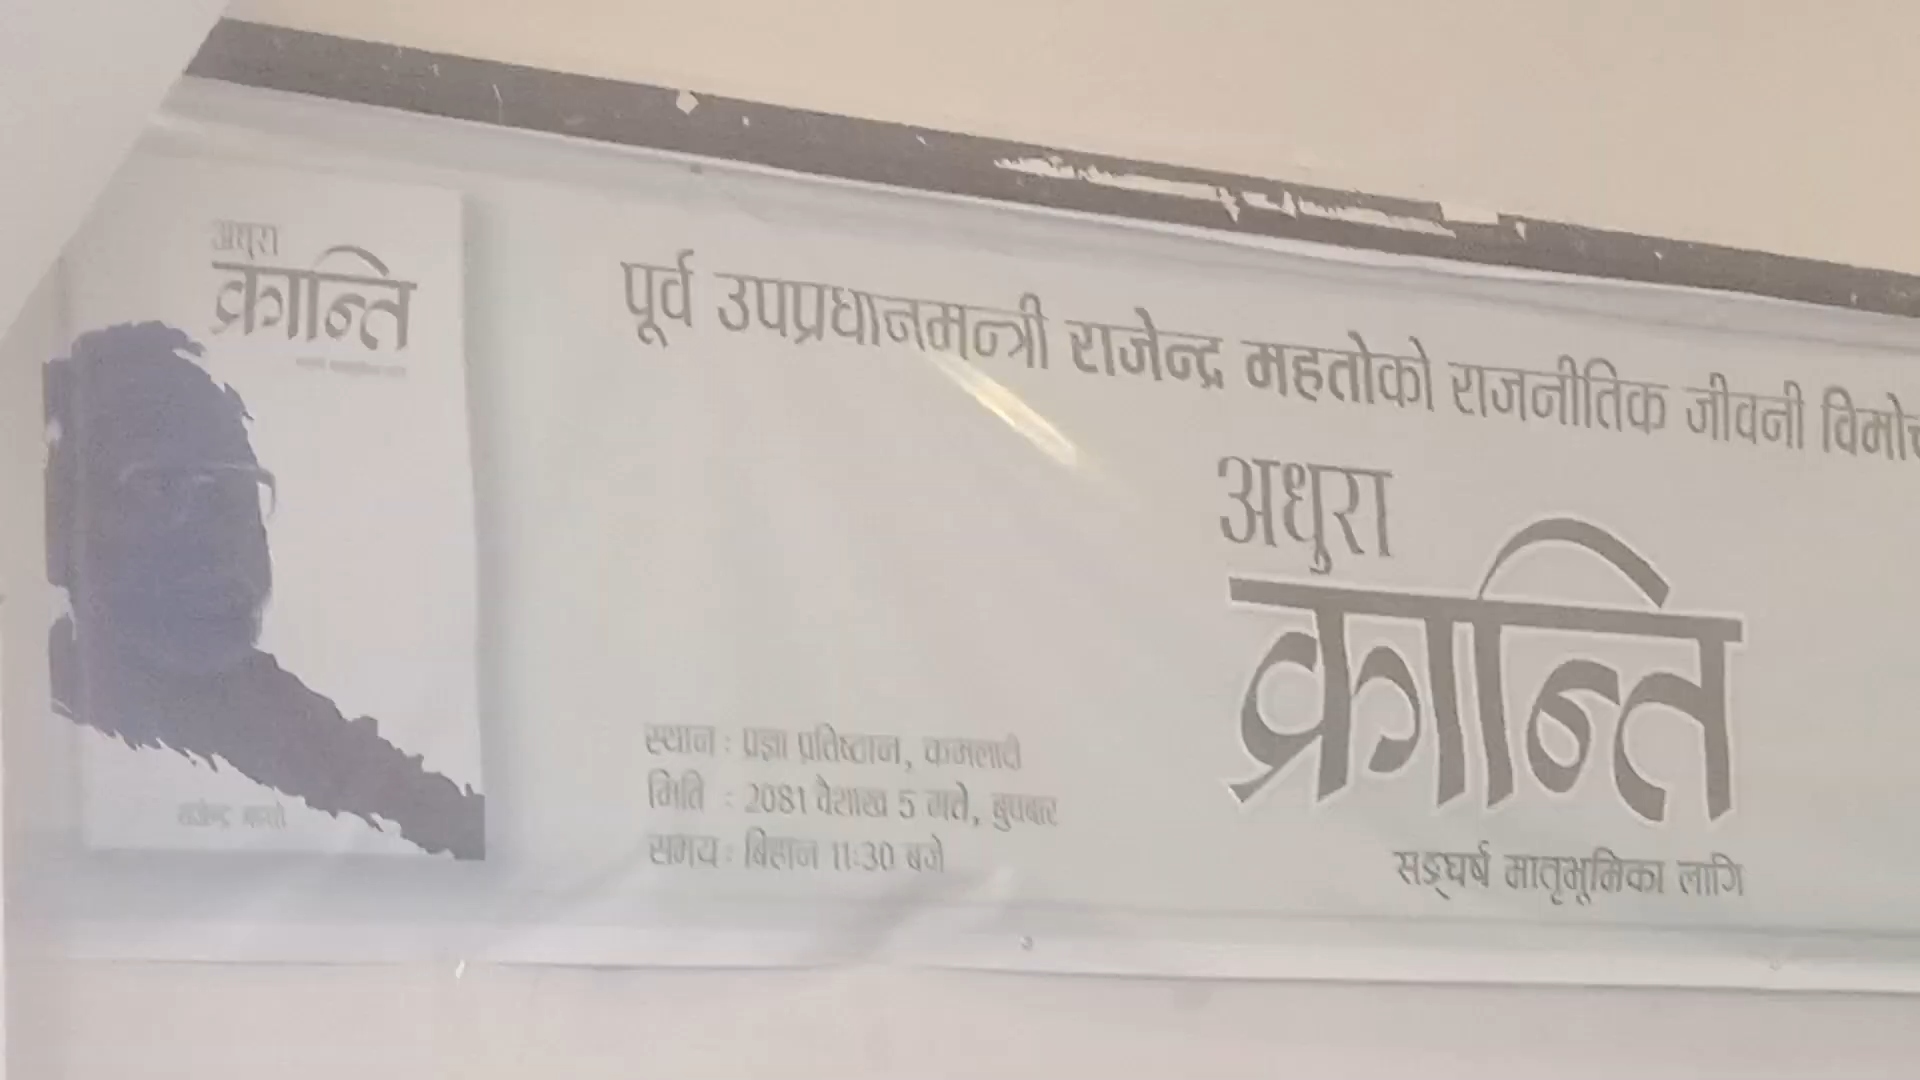 अधुरा
क्रान्ति
राजेन्द्र महतो
पूर्व उपप्रधानमन्त्री राजेन्द्र महतोको राजनीतिक जीवनी
अधुरा
क्रान्ति
सङ्घर्ष मातृभूमिका लागि
स्थान : प्रज्ञा प्रतिष्ठान, कमलादी
मिति : 2081 वैशाख 5 गते, बुधबार
समय : बिहान 11:30 बजे